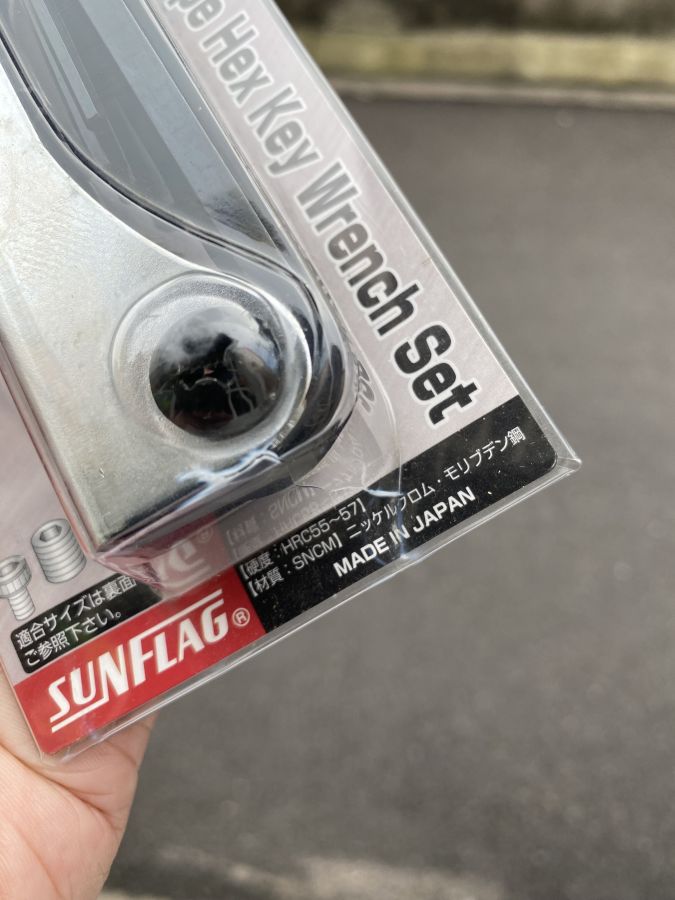 pe Hex Key Wrench Set
【硬度：HRC55〜57】
【材質：SNCM】ニッケルクロム・モリブデン鋼
MADE IN JAPAN
適合サイズは裏面
ご参照下さい。
SUNFLAG®